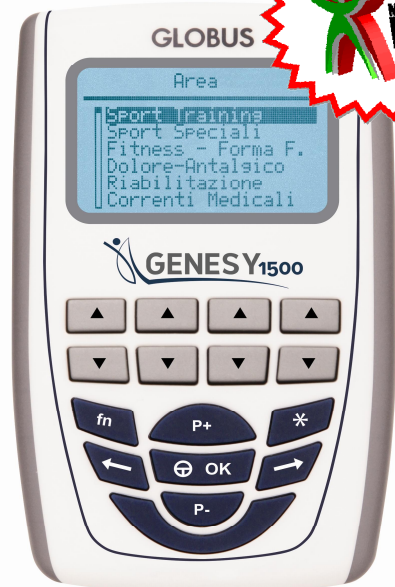 GLOBUS
Area
Sport Training
Sport Speciali
Fitness - Forma F.
Dolore-Antalgico
Riabilitazione
Correnti Medicali
GENESY1500
fn
P+
*
OK
P-